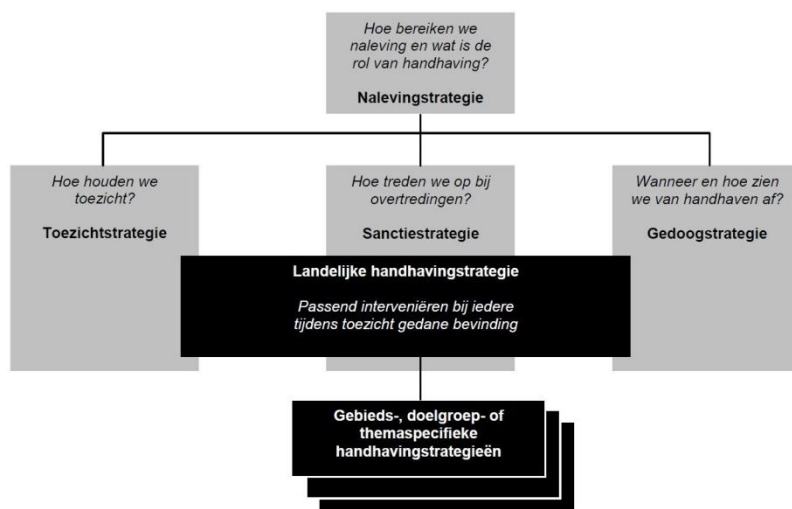 Hoe bereiken we
naleving en wat is de
rol van handhaving?
Nalevingstrategie
Hoe houden we
toezicht?
Toezichtstrategie
Hoe treden we op bij
overtredingen?
Sanctiestrategie
Wanneer en hoe zien
we van handhaven af?
Gedoogstrategie
Landelijke handhavingstrategie
Passend interveniëren bij iedere
tijdens toezicht gedane bevinding
Gebieds-, doelgroep- of
themaspecifieke
handhavingstrategieën